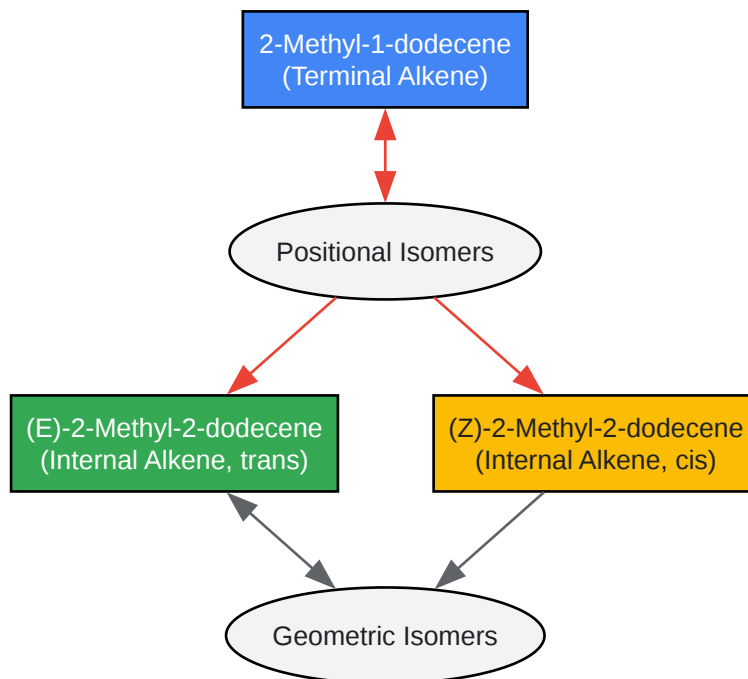 2-Methyl-1-dodecene
(Terminal Alkene)
Positional Isomers
(E)-2-Methyl-2-dodecene
(Internal Alkene, trans)
(Z)-2-Methyl-2-dodecene
(Internal Alkene, cis)
Geometric Isomers